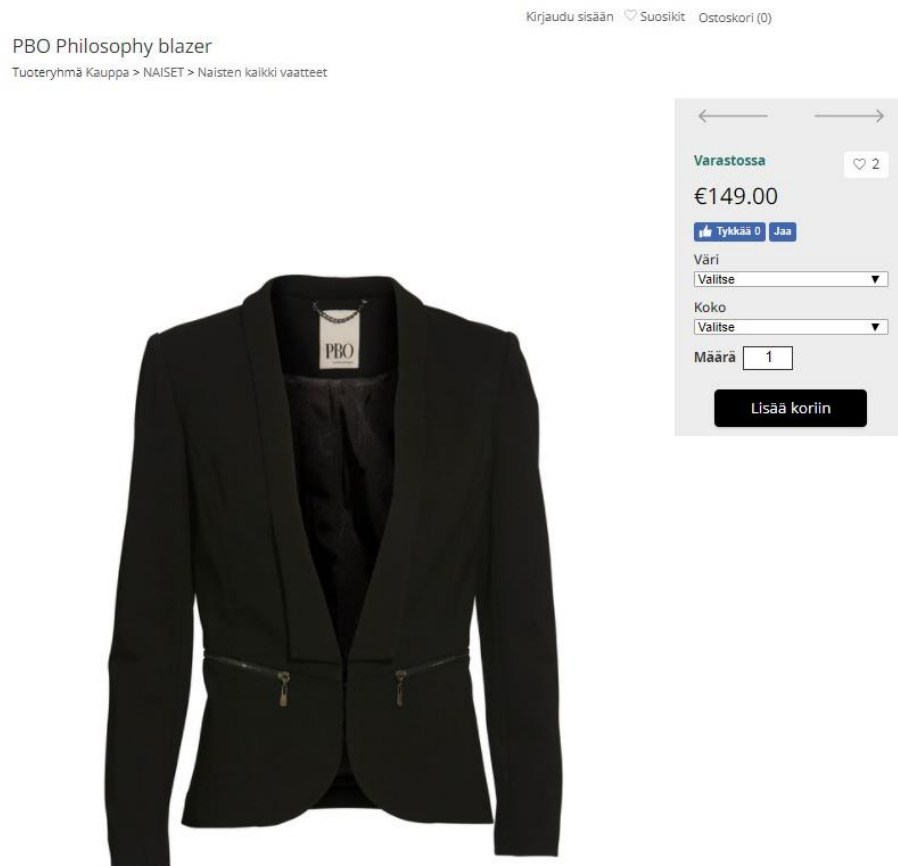 Kirjaudu sisään ♡ Suosikit Ostoskori (0)
PBO Philosophy blazer
Tuoteryhmä Kauppa > NAISET > Naisten kaikki vaatteet
Varastossa
♡ 2
€149.00
Tykkää 0 Jaa
Väri
Valitse
Koko
Valitse
Määrä 1
Lisää koriin
PBO